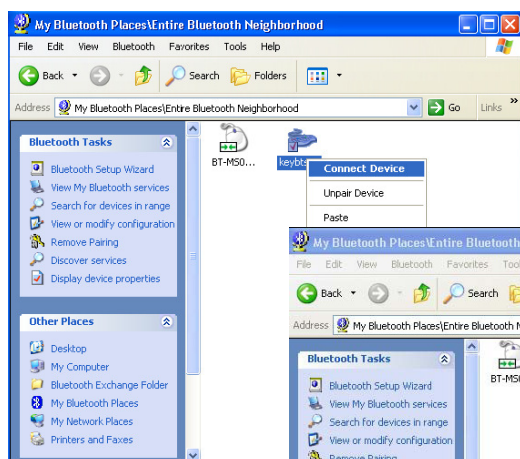 My Bluetooth Places\Entire Bluetooth Neighborhood
File Edit View Bluetooth Favorites Tools Help
Back Search Folders
Address My Bluetooth Places\Entire Bluetooth Neighborhood Go Links »
Bluetooth Tasks
Bluetooth Setup Wizard
View My Bluetooth services
Search for devices in range
View or modify configuration
Remove Pairing
Discover services
Display device properties
Other Places
Desktop
My Computer
Bluetooth Exchange Folder
My Bluetooth Places
My Network Places
Printers and Faxes
BT-MS0...
keybts
Connect Device
Unpair Device
Paste
My Bluetooth Places\Entire Bluetooth
File Edit View Bluetooth Favorites Too
Back Search
Address My Bluetooth Places\Entire Bluetooth N
Bluetooth Tasks
Bluetooth Setup Wizard
View My Bluetooth services
Search for devices in range
View or modify configuration
Remove Pairing
BT-MS0